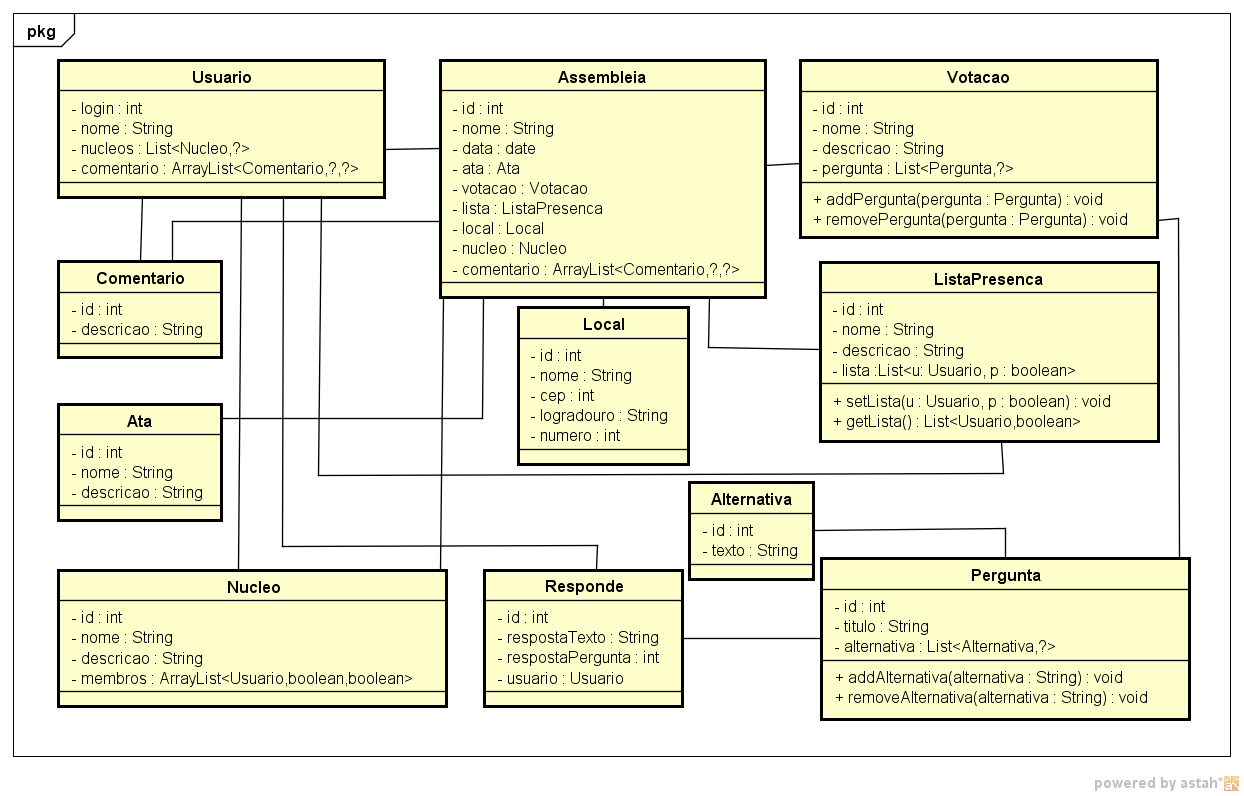 pkg
Usuario
- login : int
- nome : String
- nucleos : List<Nucleo,?>
- comentario : ArrayList<Comentario,?,?>
Assembleia
- id : int
- nome : String
- data : date
- ata : Ata
- votacao : Votacao
- lista : ListaPresenca
- local : Local
- nucleo : Nucleo
- comentario : ArrayList<Comentario,?,?>
Votacao
- id : int
- nome : String
- descricao : String
- pergunta : List<Pergunta,?>
+ addPergunta(pergunta : Pergunta) : void
+ removePergunta(pergunta : Pergunta) : void
Comentario
- id : int
- descricao : String
ListaPresenca
- id : int
- nome : String
- descricao : String
- lista :List<u: Usuario, p : boolean>
+ setLista(u : Usuario, p : boolean) : void
+ getLista() : List<Usuario,boolean>
Local
- id : int
- nome : String
- cep : int
- logradouro : String
- numero : int
Ata
- id : int
- nome : String
- descricao : String
Alternativa
- id : int
- texto : String
Nucleo
- id : int
- nome : String
- descricao : String
- membros : ArrayList<Usuario,boolean,boolean>
Responde
- id : int
- respostaTexto : String
- respostaPergunta : int
- usuario : Usuario
Pergunta
- id : int
- titulo : String
- alternativa : List<Alternativa,?>
+ addAlternativa(alternativa : String) : void
+ removeAlternativa(alternativa : String) : void
powered by astah*